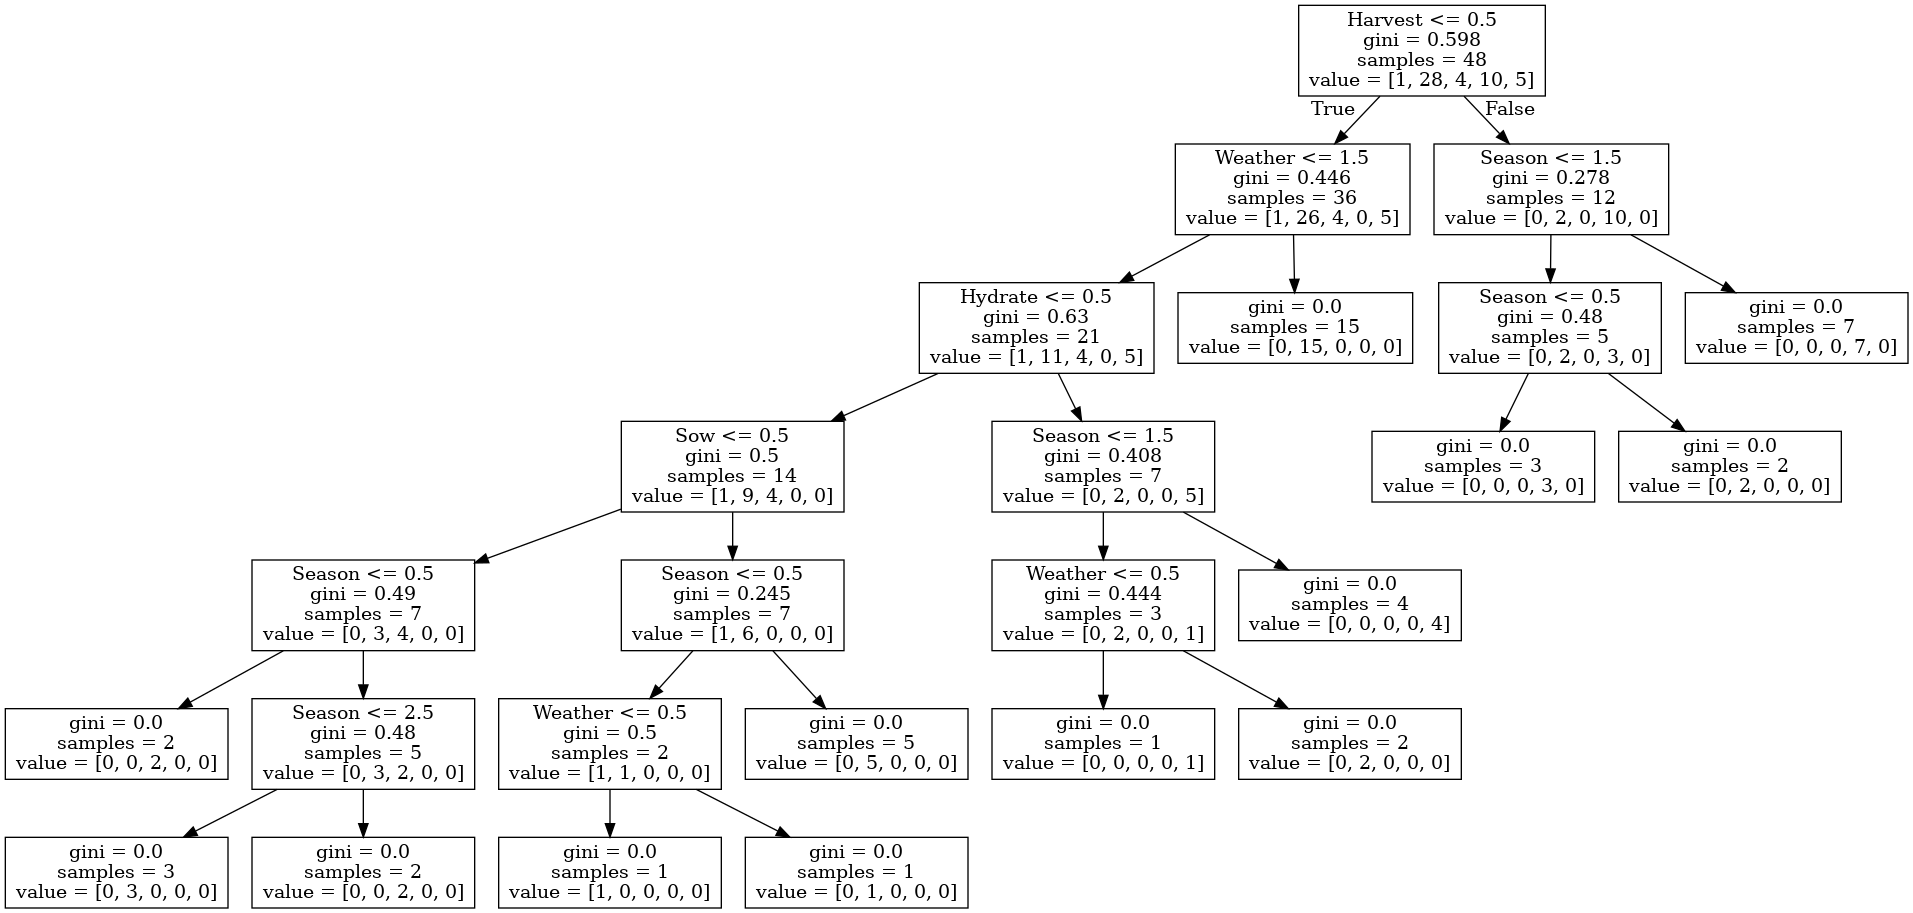 Harvest <= 0.5
gini = 0.598
samples = 48
value = [1, 28, 4, 10, 5]
True
False
Weather <= 1.5
gini = 0.446
samples = 36
value = [1, 26, 4, 0, 5]
Season <= 1.5
gini = 0.278
samples = 12
value = [0, 2, 0, 10, 0]
Hydrate <= 0.5
gini = 0.63
samples = 21
value = [1, 11, 4, 0, 5]
gini = 0.0
samples = 15
value = [0, 15, 0, 0, 0]
Season <= 0.5
gini = 0.48
samples = 5
value = [0, 2, 0, 3, 0]
gini = 0.0
samples = 7
value = [0, 0, 0, 7, 0]
Sow <= 0.5
gini = 0.5
samples = 14
value = [1, 9, 4, 0, 0]
Season <= 1.5
gini = 0.408
samples = 7
value = [0, 2, 0, 0, 5]
gini = 0.0
samples = 3
value = [0, 0, 0, 3, 0]
gini = 0.0
samples = 2
value = [0, 2, 0, 0, 0]
Season <= 0.5
gini = 0.49
samples = 7
value = [0, 3, 4, 0, 0]
Season <= 0.5
gini = 0.245
samples = 7
value = [1, 6, 0, 0, 0]
Weather <= 0.5
gini = 0.444
samples = 3
value = [0, 2, 0, 0, 1]
gini = 0.0
samples = 4
value = [0, 0, 0, 0, 4]
gini = 0.0
samples = 2
value = [0, 0, 2, 0, 0]
Season <= 2.5
gini = 0.48
samples = 5
value = [0, 3, 2, 0, 0]
Weather <= 0.5
gini = 0.5
samples = 2
value = [1, 1, 0, 0, 0]
gini = 0.0
samples = 5
value = [0, 5, 0, 0, 0]
gini = 0.0
samples = 1
value = [0, 0, 0, 0, 1]
gini = 0.0
samples = 2
value = [0, 2, 0, 0, 0]
gini = 0.0
samples = 3
value = [0, 3, 0, 0, 0]
gini = 0.0
samples = 2
value = [0, 0, 2, 0, 0]
gini = 0.0
samples = 1
value = [1, 0, 0, 0, 0]
gini = 0.0
samples = 1
value = [0, 1, 0, 0, 0]